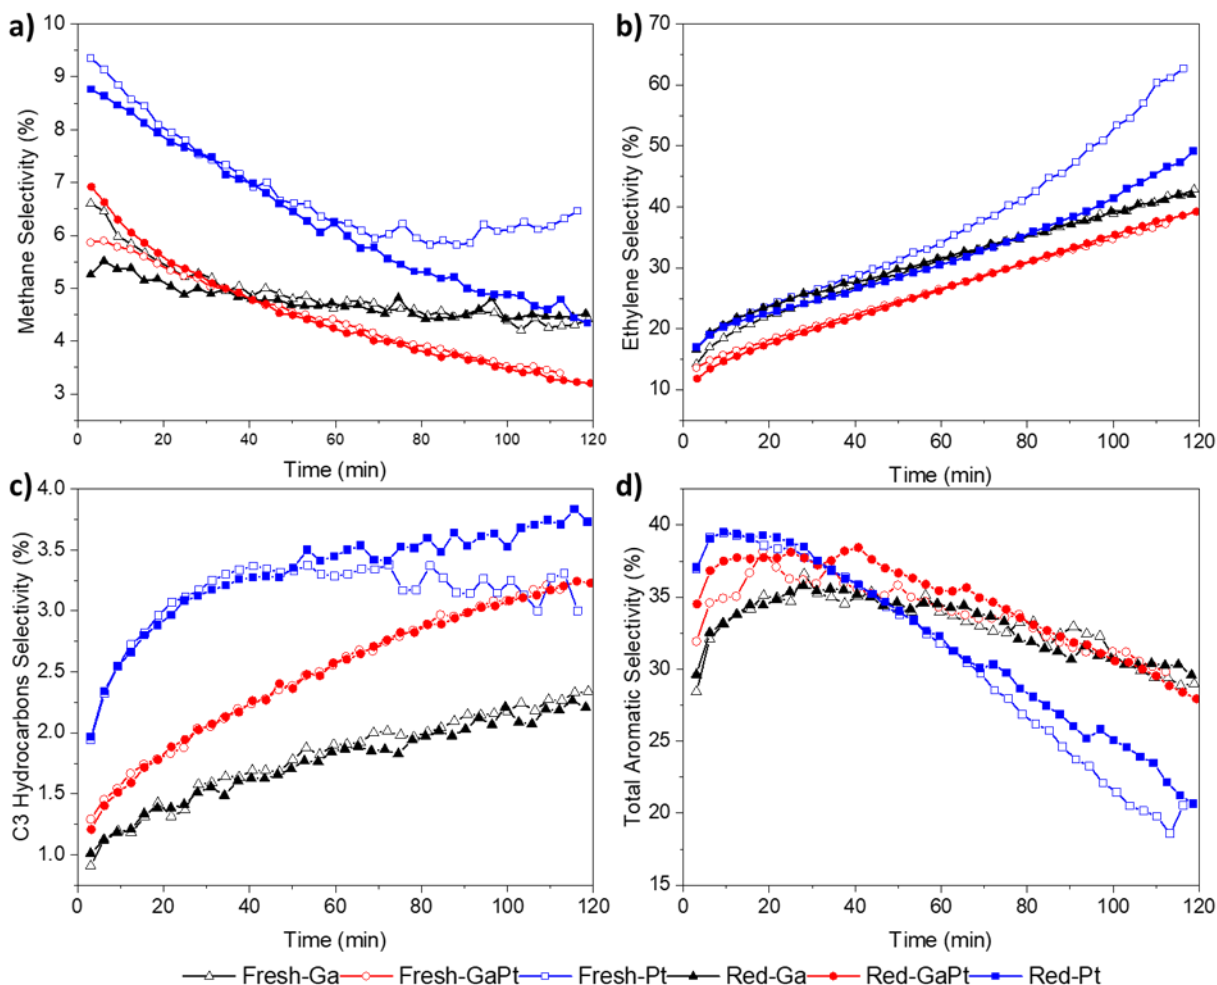 a)
10
9
8
7
6
5
4
3
Methane Selectivity (%)
0 20 40 60 80 100 120
Time (min)
b)
70
60
50
40
30
20
10
Ethylene Selectivity (%)
0 20 40 60 80 100 120
Time (min)
c)
4.0
3.5
3.0
2.5
2.0
1.5
1.0
C3 Hydrocarbons Selectivity (%)
0 20 40 60 80 100 120
Time (min)
d)
40
35
30
25
20
15
Total Aromatic Selectivity (%)
0 20 40 60 80 100 120
Time (min)
Fresh-Ga Fresh-GaPt Fresh-Pt Red-Ga Red-GaPt Red-Pt